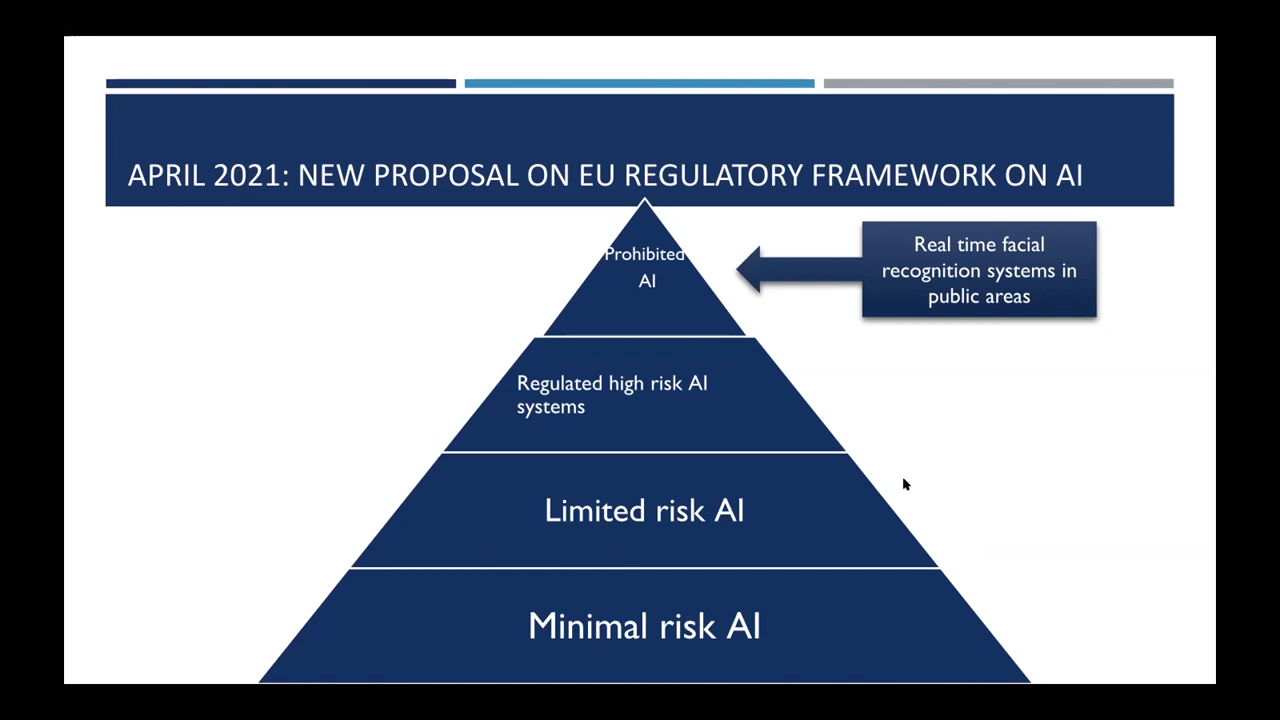 APRIL 2021: NEW PROPOSAL ON EU REGULATORY FRAMEWORK ON AI
Prohibited
AI
Real time facial
recognition systems in
public areas
Regulated high risk AI
systems
Limited risk AI
Minimal risk AI